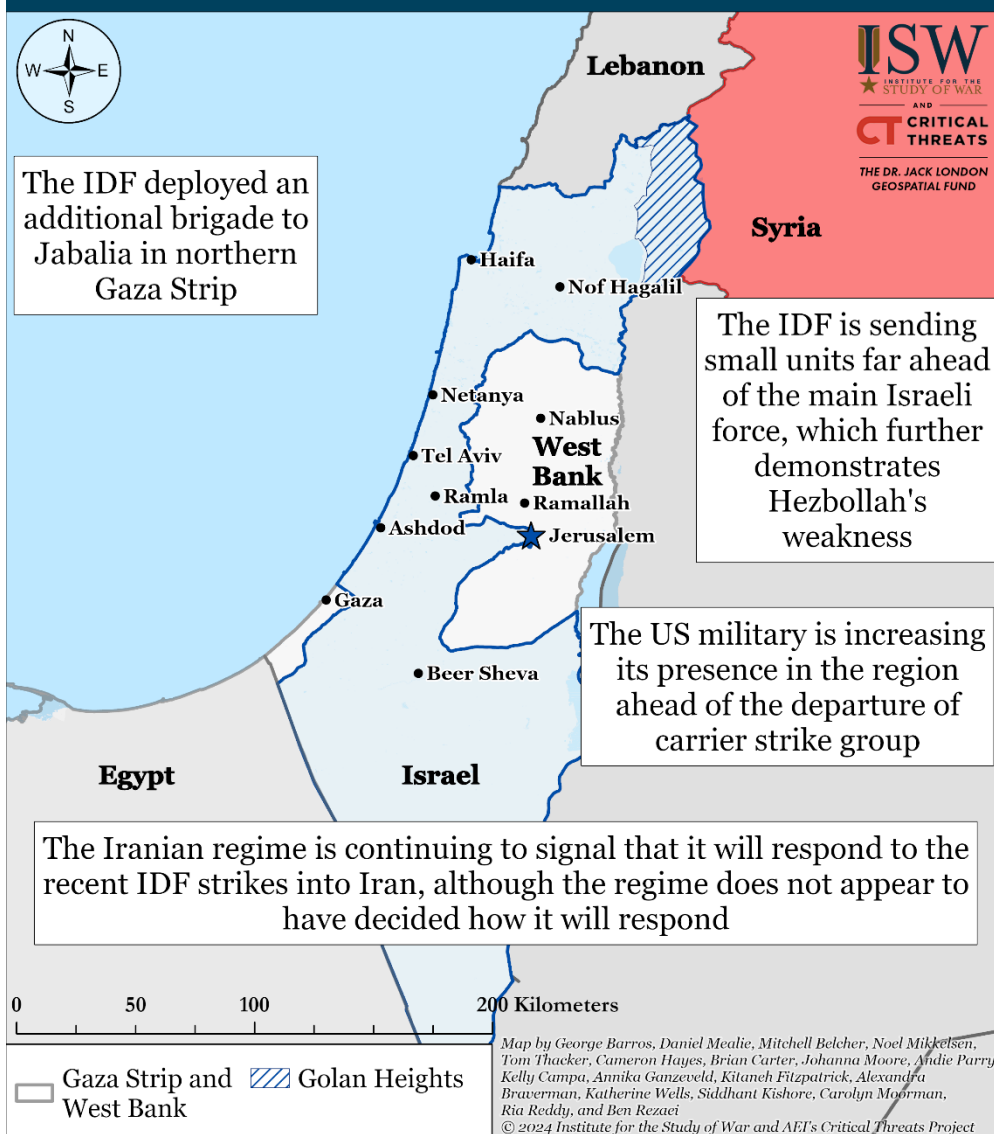 N
W
E
S
Lebanon
ISW
INSTITUTE FOR THE
STUDY OF WAR
AND
CT CRITICAL
THREATS
THE DR. JACK LONDON
GEOSPATIAL FUND
The IDF deployed an
additional brigade to
Jabalia in northern
Gaza Strip
Syria
Haifa
Nof Hagalil
The IDF is sending
small units far ahead
of the main Israeli
force, which further
demonstrates
Hezbollah's
weakness
Netanya
Nablus
West
Bank
Tel Aviv
Ramla
Ramallah
Ashdod
Jerusalem
Gaza
The US military is increasing
its presence in the region
ahead of the departure of
carrier strike group
Beer Sheva
Egypt
Israel
The Iranian regime is continuing to signal that it will respond to the
recent IDF strikes into Iran, although the regime does not appear to
have decided how it will respond
0 50 100 200 Kilometers
Gaza Strip and
West Bank
Golan Heights
Map by George Barros, Daniel Mealie, Mitchell Belcher, Noel Mikkelsen,
Tom Thacker, Cameron Hayes, Brian Carter, Johanna Moore, Andie Parry,
Kelly Campa, Annika Ganzeveld, Kitaneh Fitzpatrick, Alexandra
Braverman, Katherine Wells, Siddhant Kishore, Carolyn Moorman,
Ria Reddy, and Ben Rezaei
© 2024 Institute for the Study of War and AEI's Critical Threats Project